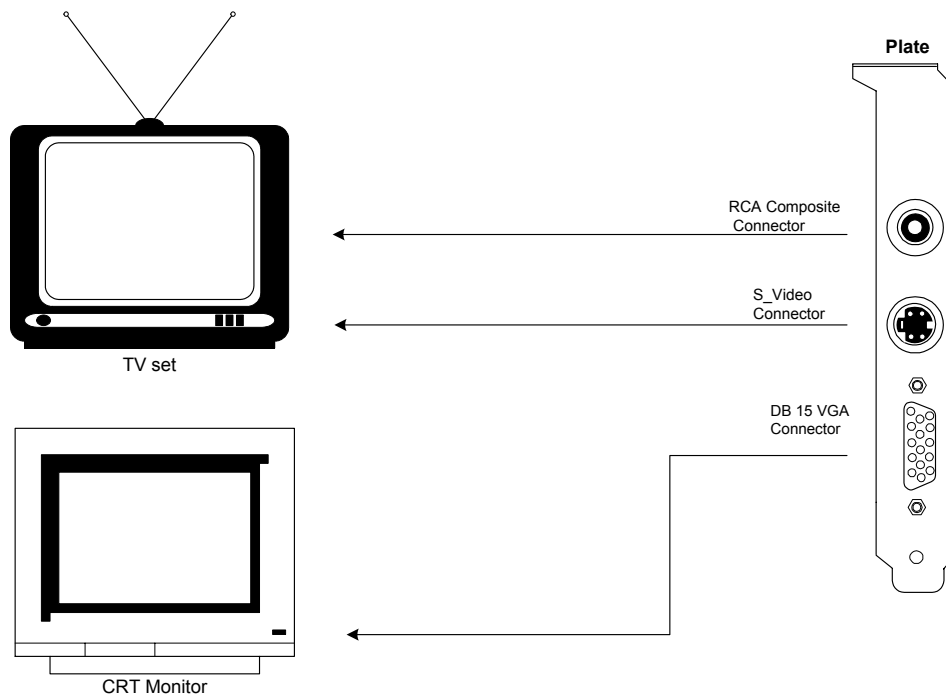 Plate
RCA Composite
Connector
S_Video
Connector
TV set
DB 15 VGA
Connector
CRT Monitor